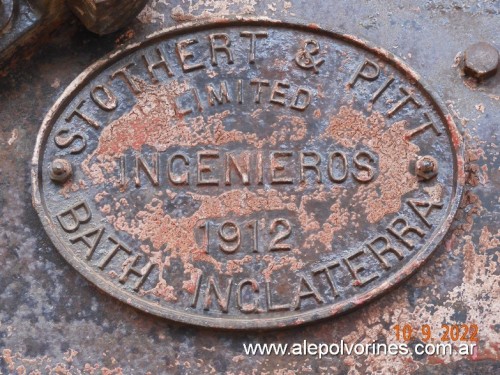 STOTHERT & PITT
LIMITED
INGENIEROS
1912
BATH INGLATERRA
10.9.2022
www.alepolvorines.com.ar